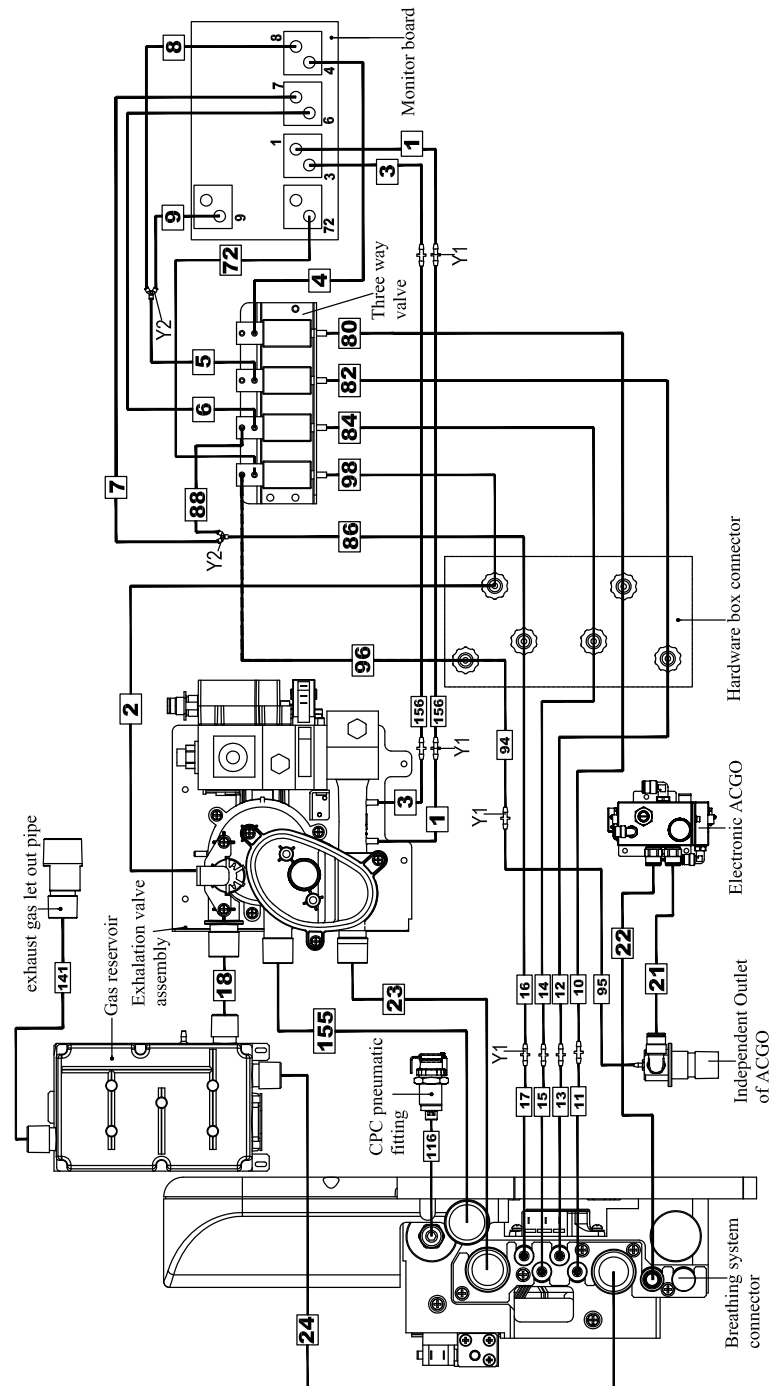 8
8
4
7
6
1
3
9
72
Monitor board
1
3
9
72
Y2
Y1
4
Three way
valve
5
6
80
82
84
98
7
88
Y2
86
2
96
Hardware box connector
156
156
94
Y1
3
1
Y1
exhaust gas let out pipe
141
Gas reservoir
Exhalation valve
assembly
18
155
23
Electronic ACGO
22
21
16
14
12
10
95
Y1
17
15
13
11
Independent Outlet
of ACGO
CPC pneumatic
fitting
116
24
Breathing system
connector